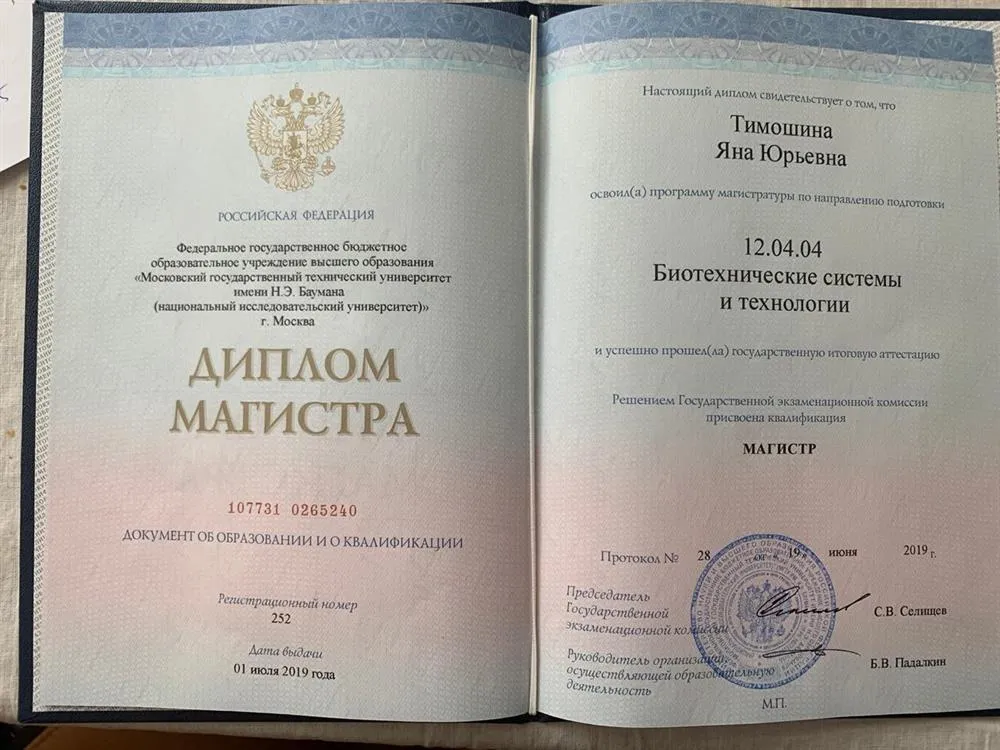 РОССИЙСКАЯ ФЕДЕРАЦИЯ
Федеральное государственное бюджетное
образовательное учреждение высшего образования
«Московский государственный технический университет
имени Н.Э. Баумана
(национальный исследовательский университет)»
г. Москва
ДИПЛОМ
МАГИСТРА
107731 0265240
ДОКУМЕНТ ОБ ОБРАЗОВАНИИ И О КВАЛИФИКАЦИИ
Регистрационный номер
252
Дата выдачи
01 июля 2019 года
Настоящий диплом свидетельствует о том, что
Тимошина
Яна Юрьевна
освоил(а) программу магистратуры по направлению подготовки
12.04.04
Биотехнические системы
и технологии
и успешно прошел(ла) государственную итоговую аттестацию
Решением Государственной экзаменационной комиссии
присвоена квалификация
МАГИСТР
Протокол № 28 от «19» июня 2019 г.
Председатель
Государственной
экзаменационной комиссии
С.В. Селищев
Руководитель организации,
осуществляющей образовательную
деятельность
Б.В. Падалкин
М.П.